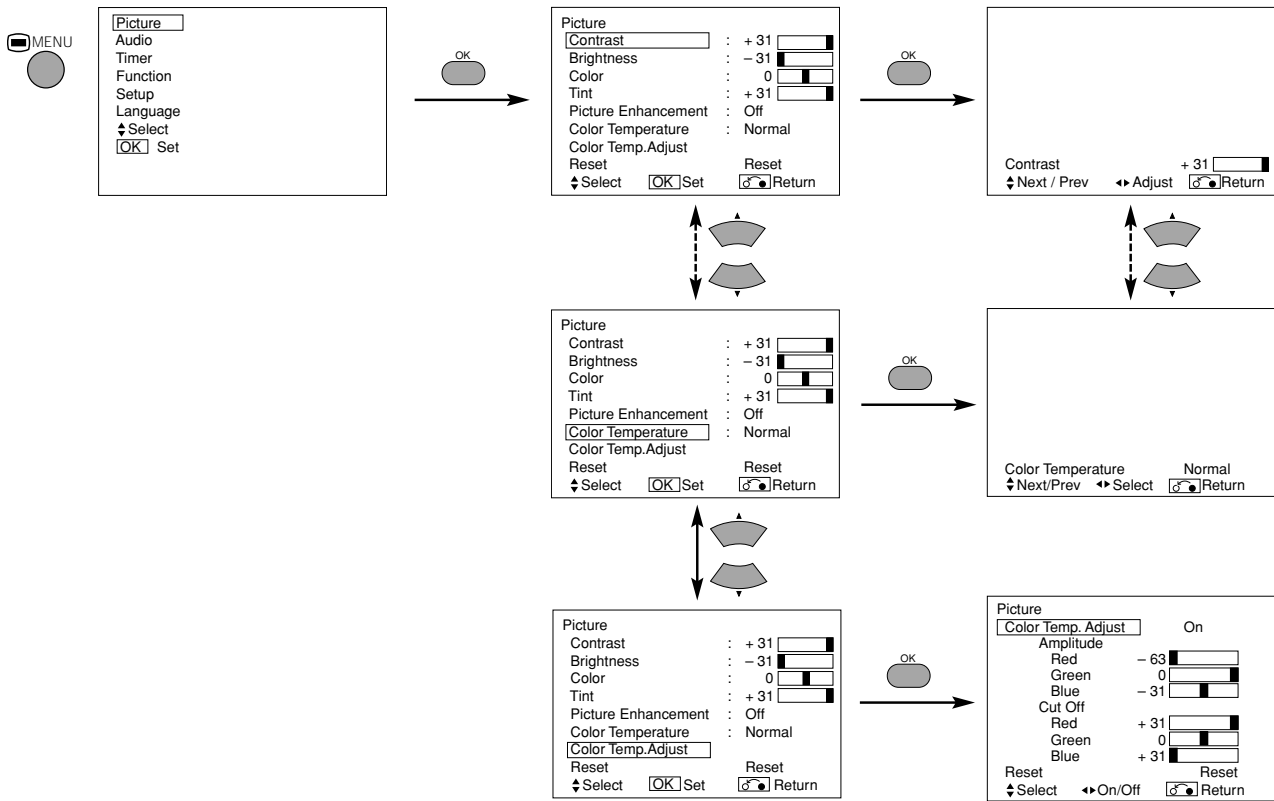 MENU
Picture
Audio
Timer
Function
Setup
Language
Select
OK Set
OK
Picture
Contrast : + 31
Brightness : – 31
Color : 0
Tint : + 31
Picture Enhancement : Off
Color Temperature : Normal
Color Temp.Adjust
Reset Reset
Select OK Set Return
OK
Contrast + 31
Next / Prev Adjust Return
Picture
Contrast : + 31
Brightness : – 31
Color : 0
Tint : + 31
Picture Enhancement : Off
Color Temperature : Normal
Color Temp.Adjust
Reset Reset
Select OK Set Return
OK
Color Temperature Normal
Next/Prev Select Return
Picture
Contrast : + 31
Brightness : – 31
Color : 0
Tint : + 31
Picture Enhancement : Off
Color Temperature : Normal
Color Temp.Adjust
Reset Reset
Select OK Set Return
OK
Picture
Color Temp. Adjust On
Amplitude
Red – 63
Green 0
Blue – 31
Cut Off
Red + 31
Green 0
Blue + 31
Reset Reset
Select On/Off Return